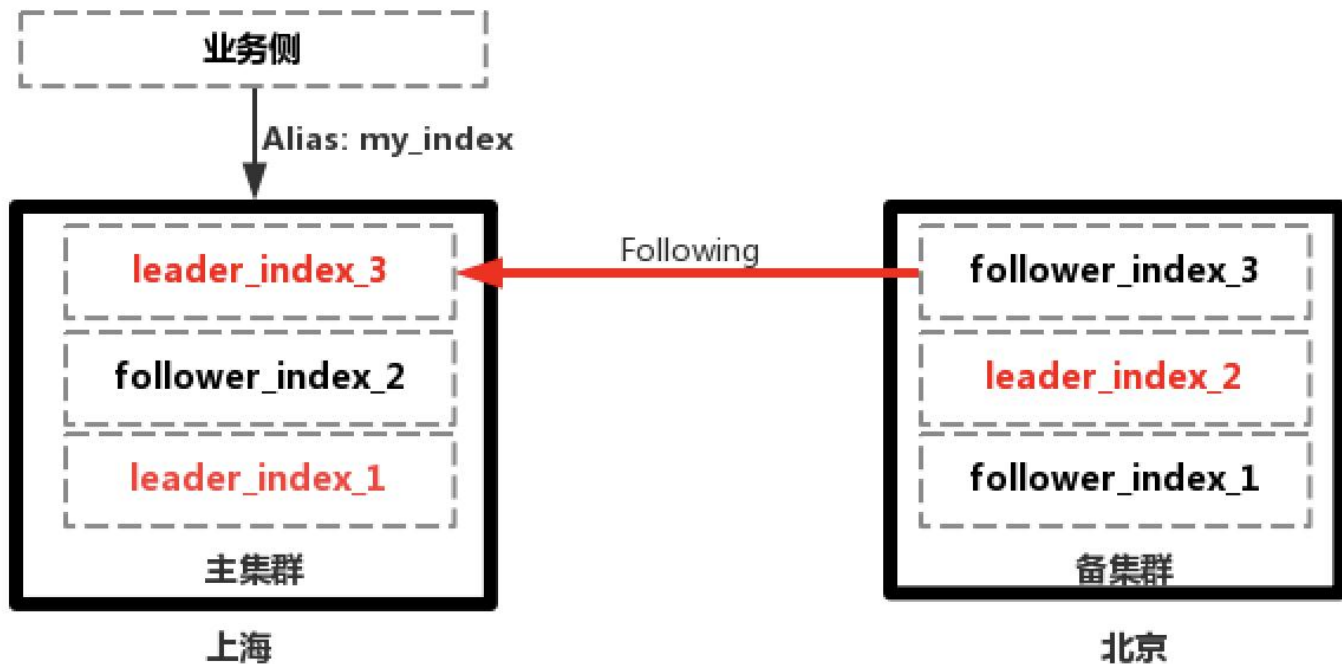 业务侧
Alias: my_index
leader_index_3
follower_index_2
leader_index_1
主集群
上海
Following
follower_index_3
leader_index_2
follower_index_1
备集群
北京